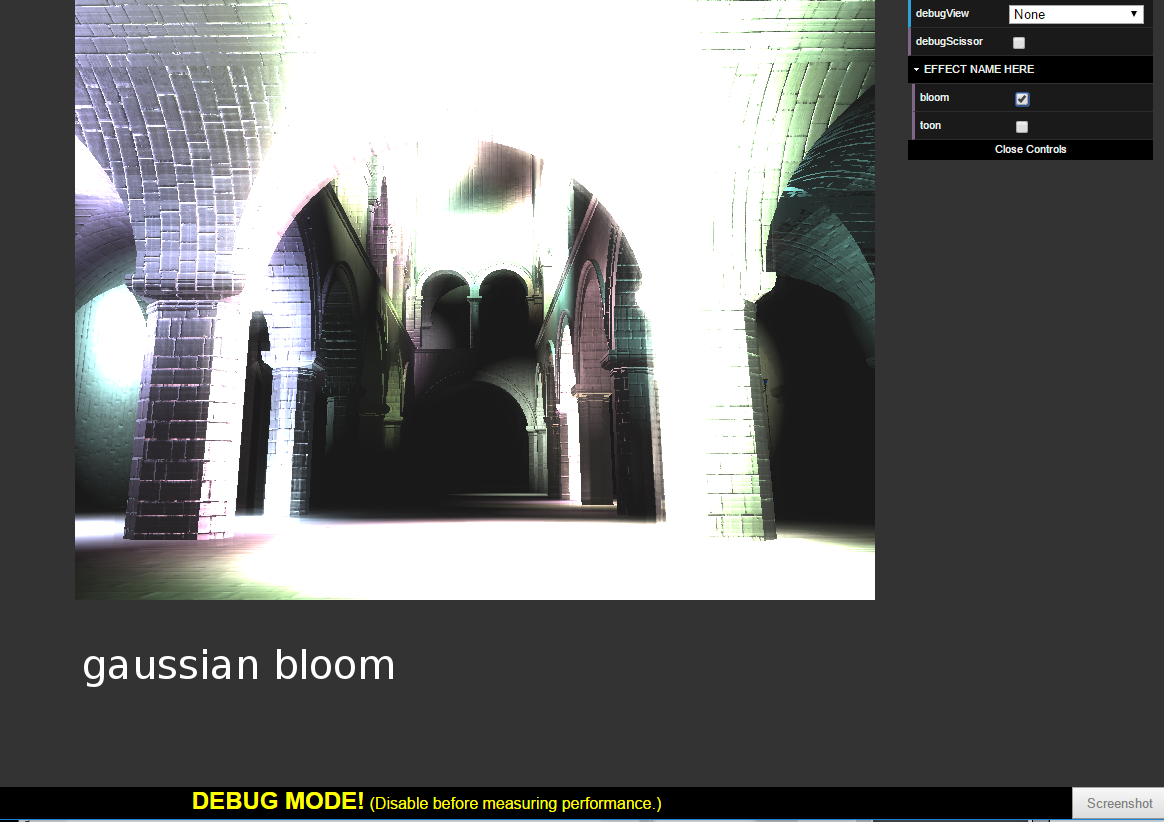 debugView
None
debugScissor
EFFECT NAME HERE
bloom
toon
Close Controls
gaussian bloom
DEBUG MODE! (Disable before measuring performance.)
Screenshot